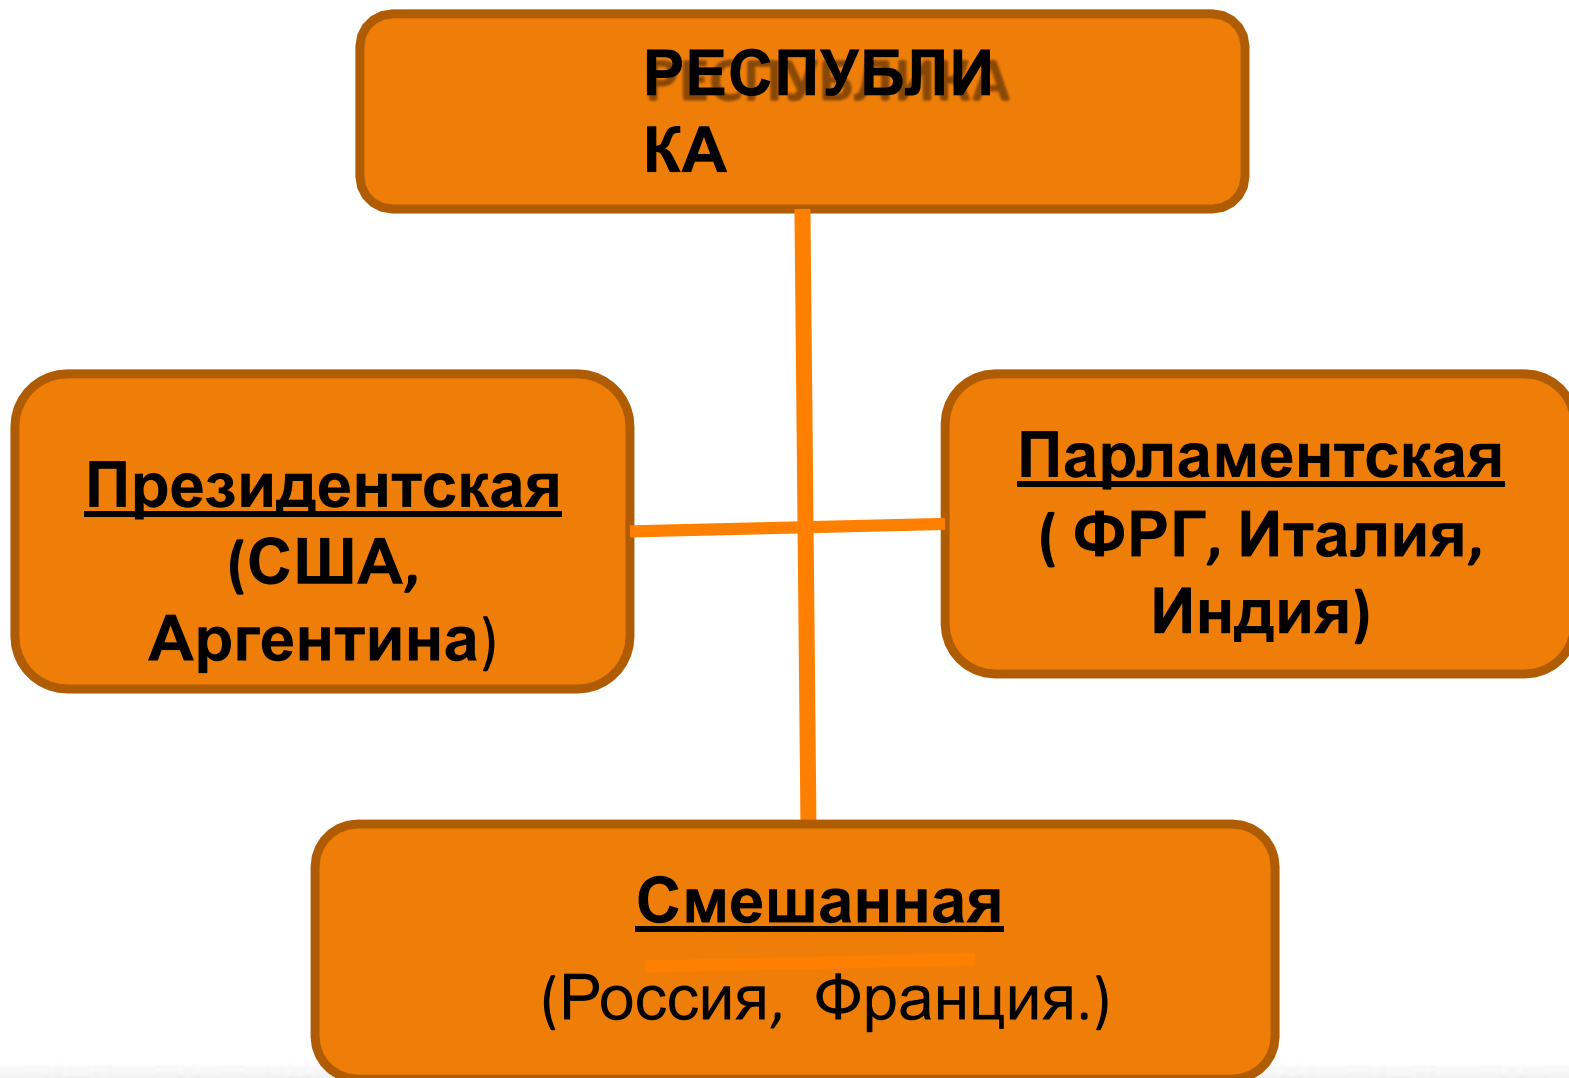 РЕСПУБЛИ
КА
Президентская
(США,
Аргентина)
Парламентская
( ФРГ, Италия,
Индия)
Смешанная
(Россия, Франция.)